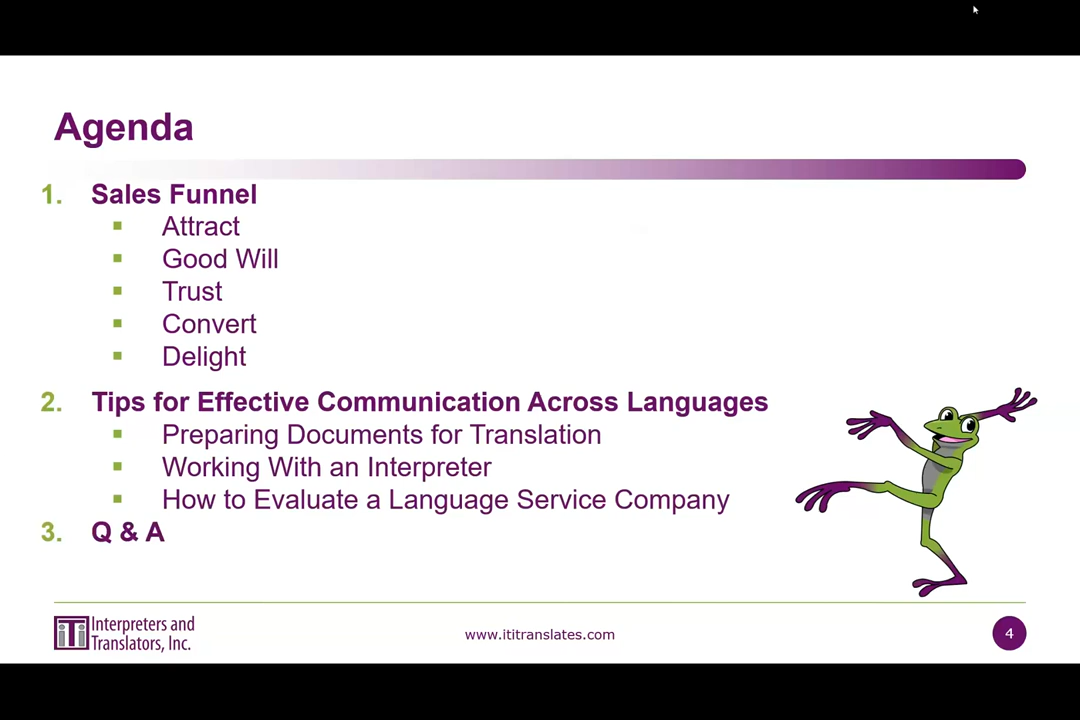 Agenda
1. Sales Funnel
▪ Attract
▪ Good Will
▪ Trust
▪ Convert
▪ Delight
2. Tips for Effective Communication Across Languages
▪ Preparing Documents for Translation
▪ Working With an Interpreter
▪ How to Evaluate a Language Service Company
3. Q & A
iTi Interpreters and
Translators, Inc.
www.ititranslates.com
4